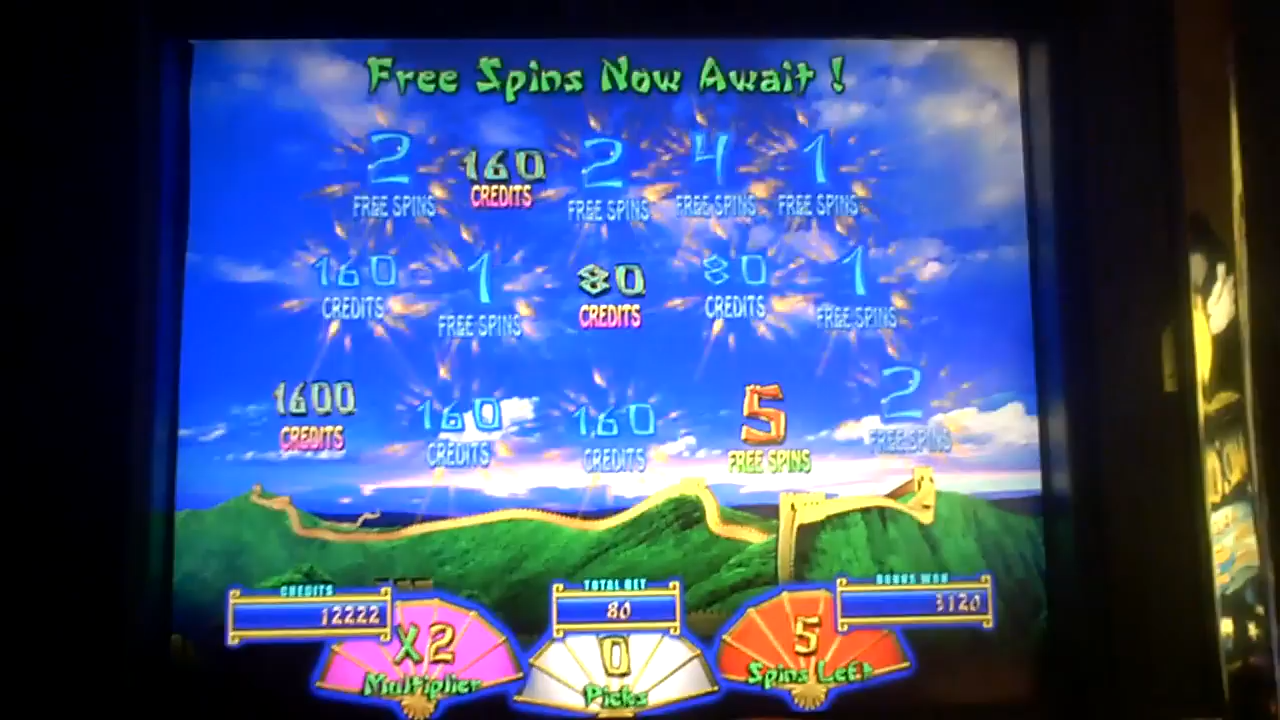 Free Spins Now Await !
2 160 2 4 1
FREE SPINS CREDITS FREE SPINS FREE SPINS FREE SPINS
160 1 80 80 1
CREDITS FREE SPINS CREDITS CREDITS FREE SPINS
1600 160 160 5 2
CREDITS CREDITS CREDITS FREE SPINS FREE SPINS
CREDITS TOTAL BET BONUS WON
12222 80 3120
X2 0 5
Multiplier Picks Spins Left